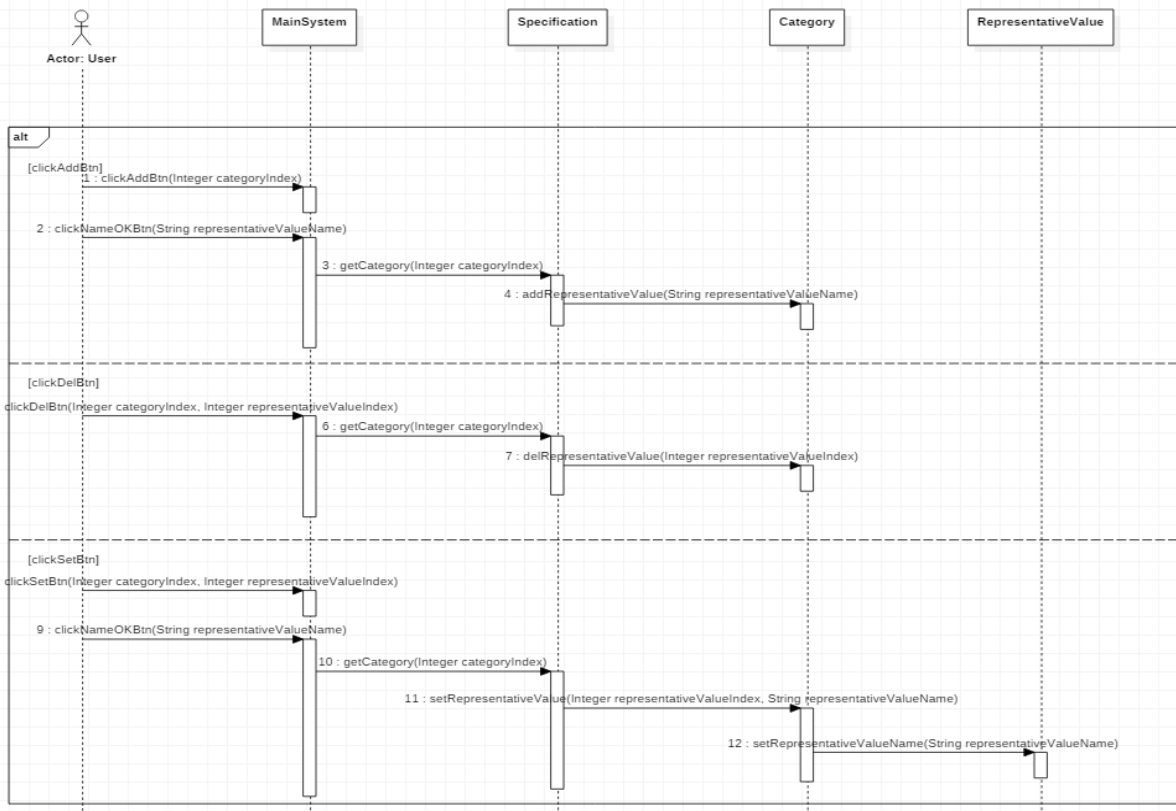 MainSystem
Specification
Category
RepresentativeValue
Actor: User
alt
[clickAddBtn]
1 : clickAddBtn(Integer categoryIndex)
2 : clickNameOKBtn(String representativeValueName)
3 : getCategory(Integer categoryIndex)
4 : addRepresentativeValue(String representativeValueName)
[clickDelBtn]
clickDelBtn(Integer categoryIndex, Integer representativeValueIndex)
6 : getCategory(Integer categoryIndex)
7 : delRepresentativeValue(Integer representativeValueIndex)
[clickSetBtn]
clickSetBtn(Integer categoryIndex, Integer representativeValueIndex)
9 : clickNameOKBtn(String representativeValueName)
10 : getCategory(Integer categoryIndex)
11 : setRepresentativeValue(Integer representativeValueIndex, String representativeValueName)
12 : setRepresentativeValueName(String representativeValueName)